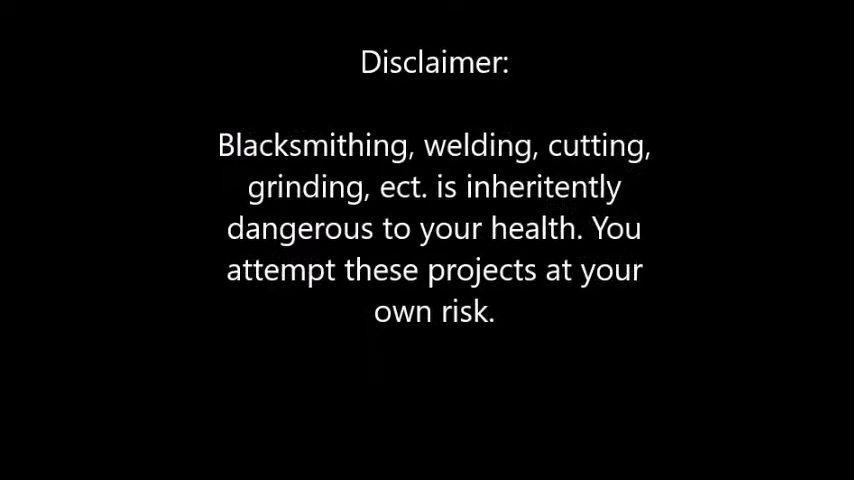 Disclaimer:
Blacksmithing, welding, cutting,
grinding, ect. is inheritently
dangerous to your health. You
attempt these projects at your
own risk.